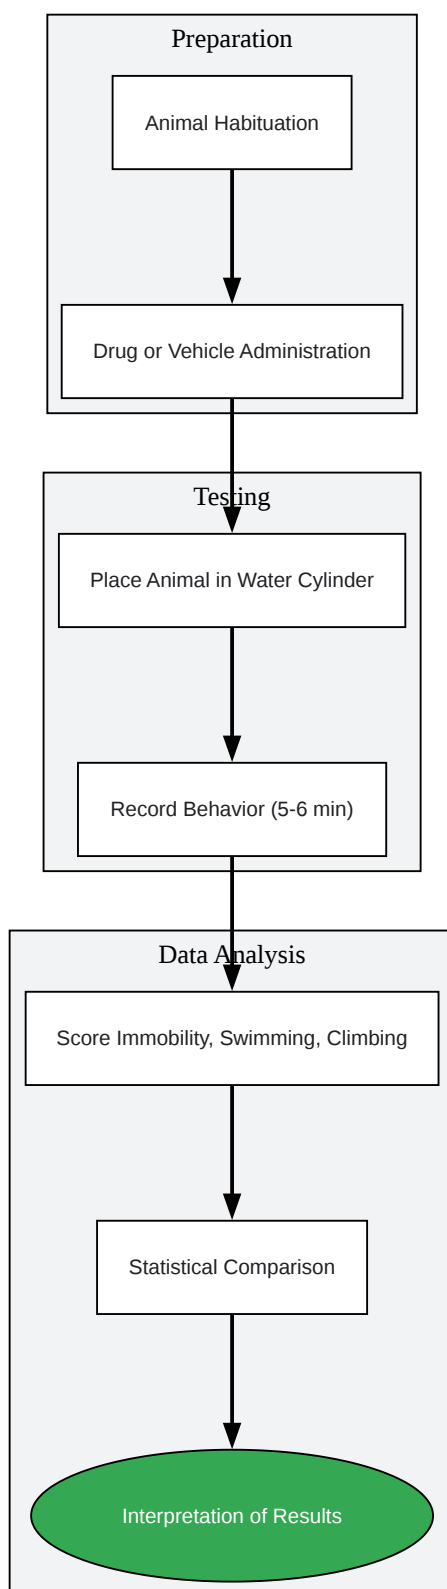 Preparation
Animal Habituation
Drug or Vehicle Administration
Testing
Place Animal in Water Cylinder
Record Behavior (5-6 min)
Data Analysis
Score Immobility, Swimming, Climbing
Statistical Comparison
Interpretation of Results